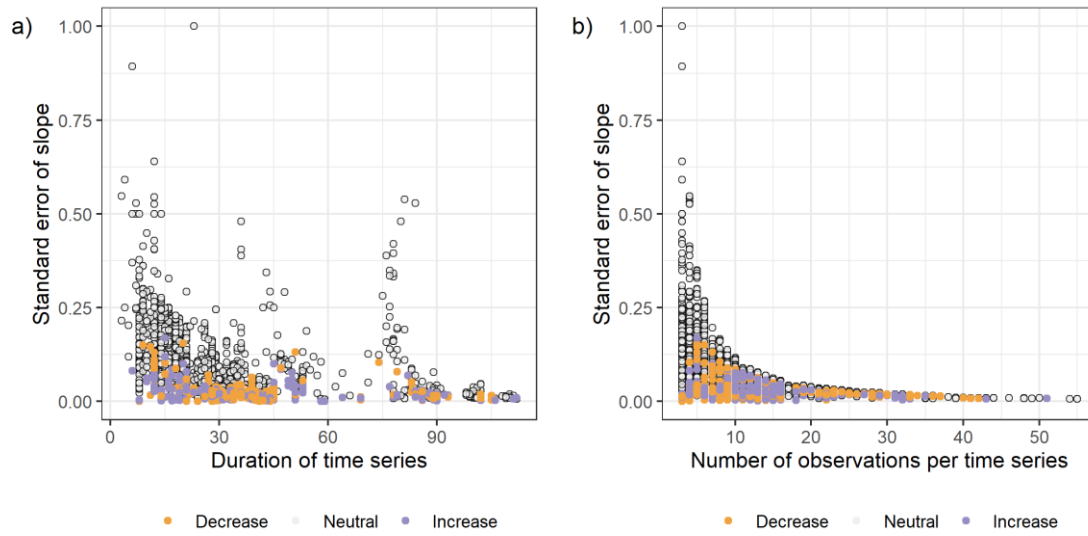 a)
Standard error of slope
1.00
0.75
0.50
0.25
0.00
0 30 60 90
Duration of time series
Decrease Neutral Increase
b)
Standard error of slope
1.00
0.75
0.50
0.25
0.00
10 20 30 40 50
Number of observations per time series
Decrease Neutral Increase